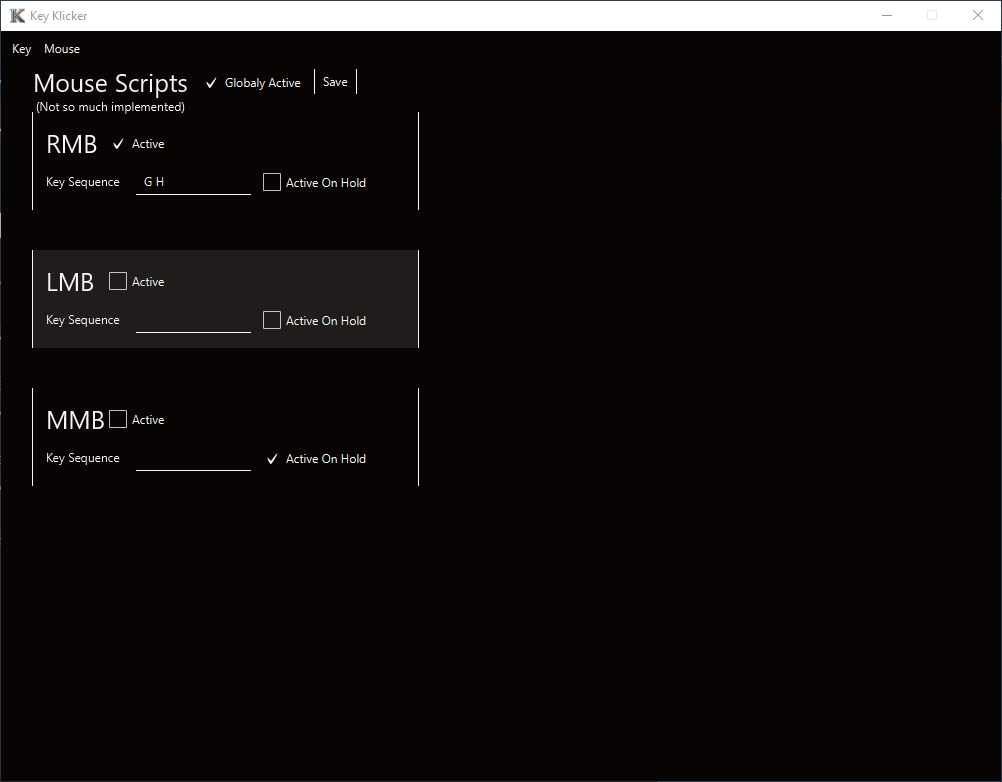 Key Klicker
Key Mouse
Mouse Scripts Globaly Active Save
(Not so much implemented)
RMB Active
Key Sequence G H Active On Hold
LMB Active
Key Sequence Active On Hold
MMB Active
Key Sequence Active On Hold